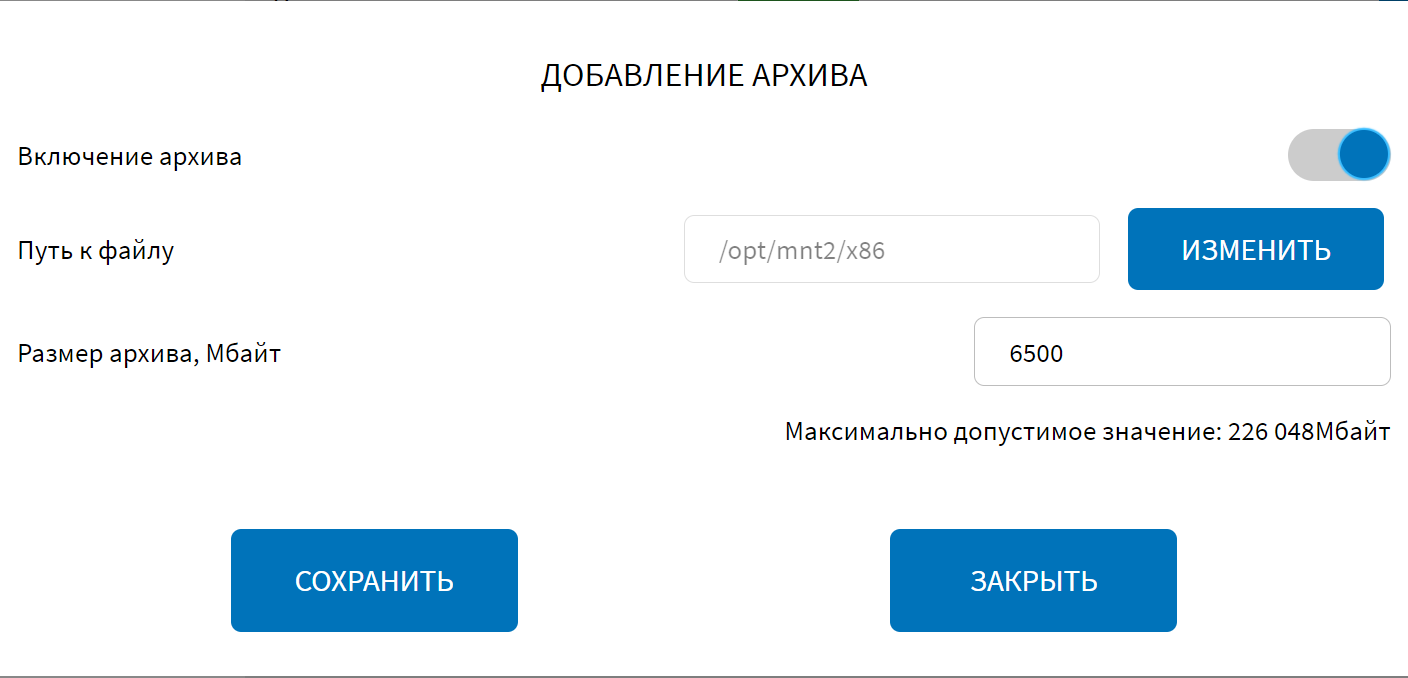 ДОБАВЛЕНИЕ АРХИВА
Включение архива
Путь к файлу /opt/mnt2/x86 ИЗМЕНИТЬ
Размер архива, Мбайт 6500
Максимально допустимое значение: 226 048Мбайт
СОХРАНИТЬ ЗАКРЫТЬ